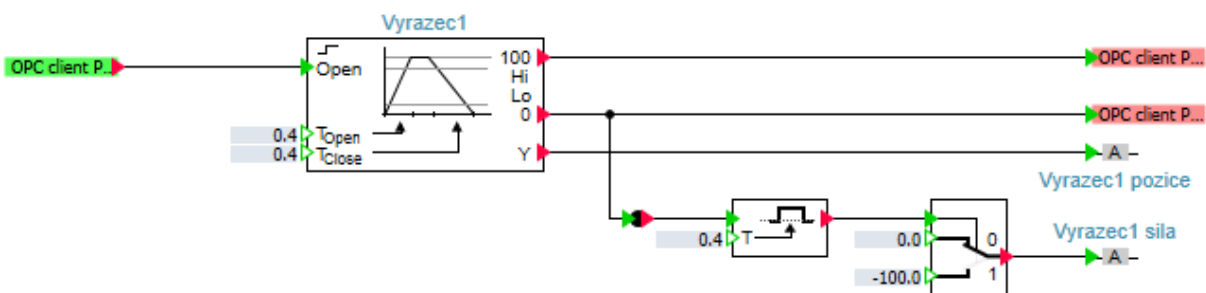 Vyrazec1
OPC client P...
Open
100
Hi
Lo
0
OPC client P...
OPC client P...
0.4 TOpen
0.4 TClose
Y
A
Vyrazec1 pozice
0.4 T
0.0 0
-100.0 1
Vyrazec1 sila
A